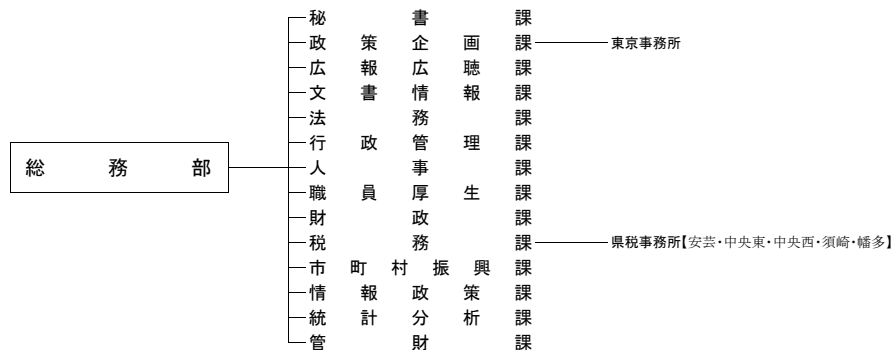 秘書課
政策企画課 東京事務所
広報広聴課
文書情報課
法務課
行政管理課
総務部 人事課
職員厚生課
財政課
税務課 県税事務所【安芸・中央東・中央西・須崎・幡多】
市町村振興課
情報政策課
統計分析課
管財課